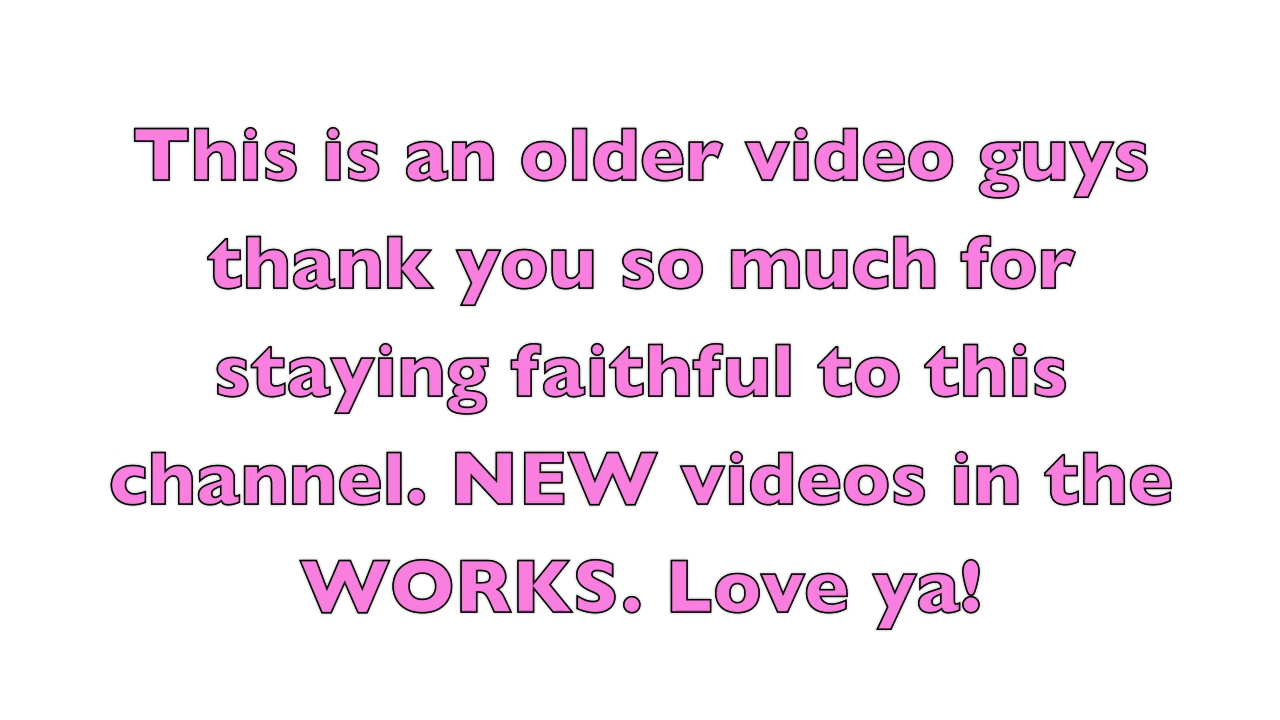 This is an older video guys
thank you so much for
staying faithful to this
channel. NEW videos in the
WORKS. Love ya!